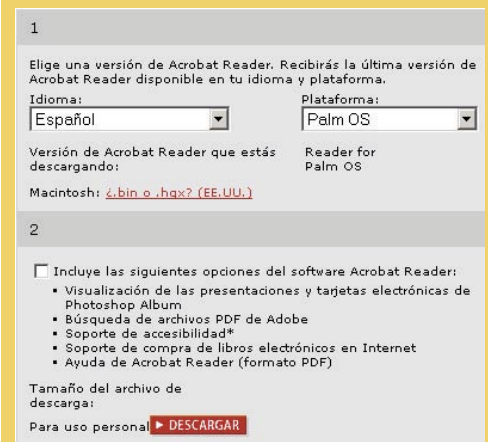 1
Elige una versión de Acrobat Reader. Recibirás la última versión de
Acrobat Reader disponible en tu idioma y plataforma.
Idioma: Plataforma:
Español Palm OS
Versión de Acrobat Reader que estás Reader for
descargando: Palm OS
Macintosh: ¿.bin o .hqx? (EE.UU.)
2
Incluye las siguientes opciones del software Acrobat Reader:
• Visualización de las presentaciones y tarjetas electrónicas de
Photoshop Album
• Búsqueda de archivos PDF de Adobe
• Soporte de accesibilidad*
• Soporte de compra de libros electrónicos en Internet
• Ayuda de Acrobat Reader (formato PDF)
Tamaño del archivo de
descarga:
Para uso personal DESCARGAR